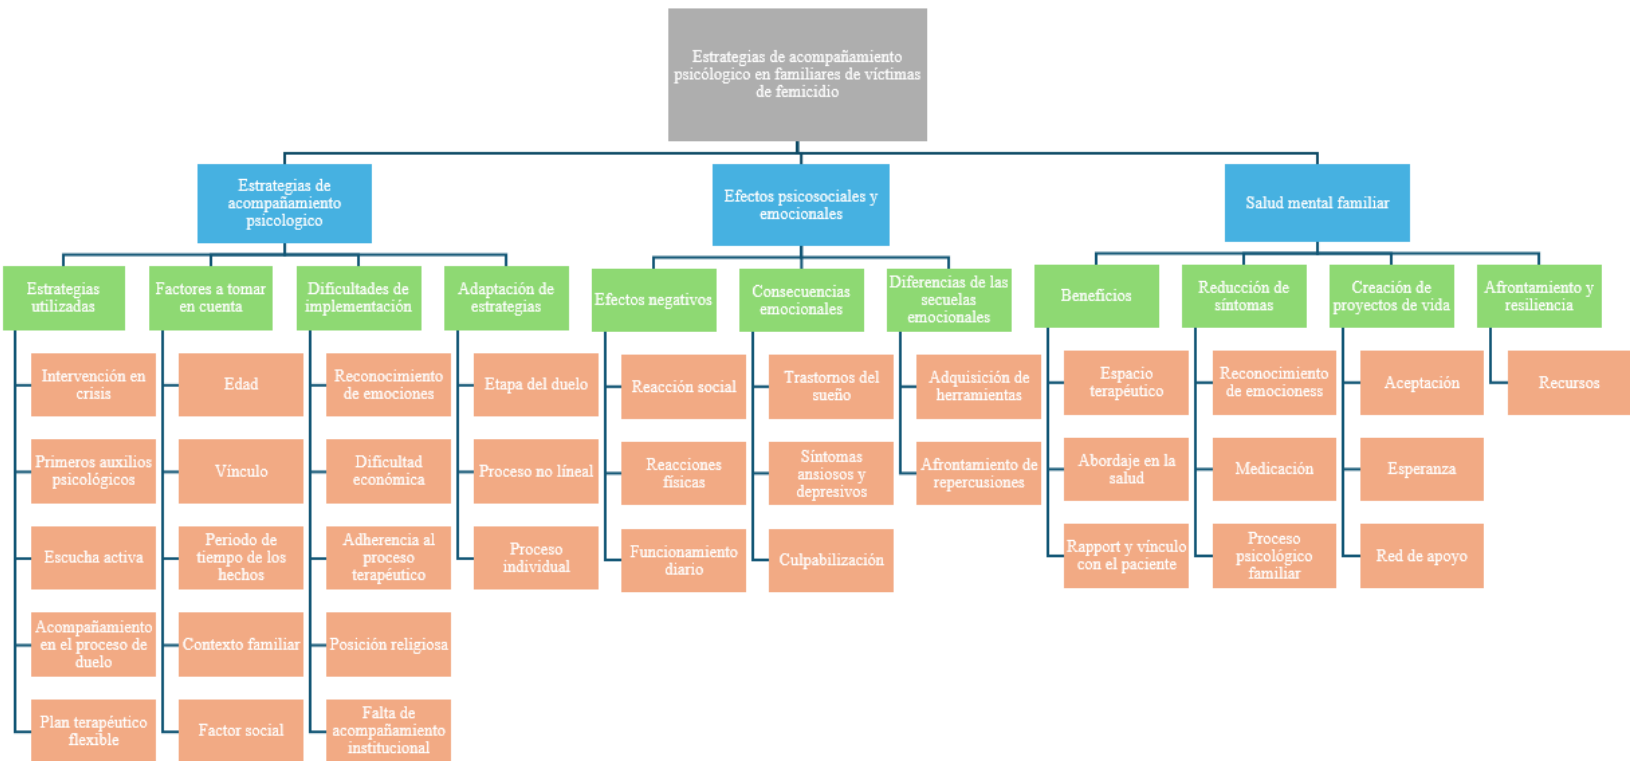 Estrategias de acompañamiento
psicólogico en familiares de víctimas
de femicidio
Estrategias de
acompañamiento
psicologico
Efectos psicosociales y
emocionales
Salud mental familiar
Estrategias
utilizadas
Factores a tomar
en cuenta
Dificultades de
implementación
Adaptación de
estrategias
Efectos negativos
Consecuencias
emocionales
Diferencias de las
secuelas
emocionales
Beneficios
Reducción de
síntomas
Creación de
proyectos de vida
Afrontamiento y
resiliencia
Intervención en
crisis
Primeros auxilios
psicológicos
Escucha activa
Acompañamiento
en el proceso de
duelo
Plan terapéutico
flexible
Edad
Vínculo
Periodo de
tiempo de los
hechos
Contexto familiar
Factor social
Reconocimiento
de emociones
Dificultad
económica
Adherencia al
proceso
terapéutico
Posición religiosa
Falta de
acompañamiento
institucional
Etapa del duelo
Proceso no líneal
Proceso
individual
Reacción social
Reacciones
físicas
Funcionamiento
diario
Trastornos del
sueño
Síntomas
ansiosos y
depresivos
Culpabilización
Adquisición de
herramientas
Afrontamiento de
repercusiones
Espacio
terapéutico
Abordaje en la
salud
Rapport y vínculo
con el paciente
Reconocimiento
de emocioness
Medicación
Proceso
psicológico
familiar
Aceptación
Esperanza
Red de apoyo
Recursos